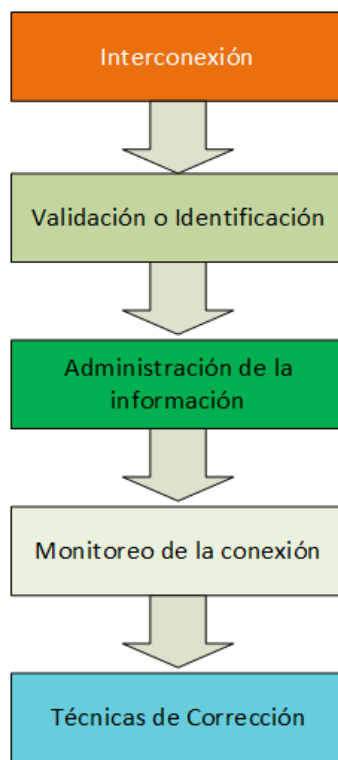 Interconexión
Validación o Identificación
Administración de la
información
Monitoreo de la conexión
Técnicas de Corrección